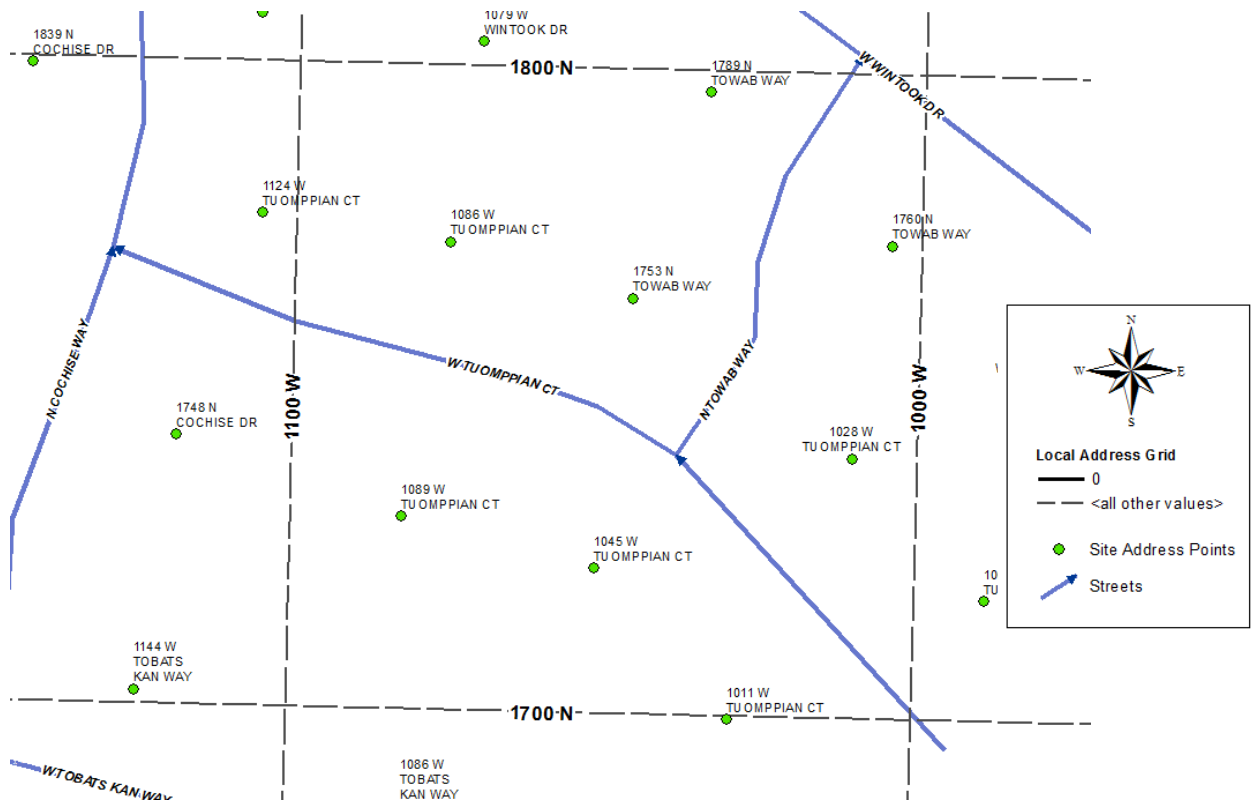 1839 N
COCHISE DR
1079 W
WINTOOK DR
1800 N
1789 N
TOWAB WAY
W WINTOOK DR
1124 W
TUOMPPIAN CT
1086 W
TUOMPPIAN CT
1760 N
TOWAB WAY
1753 N
TOWAB WAY
N COCHISE WAY
W TUOMPPIAN CT
N TOWAB WAY
1100 W
1000 W
1748 N
COCHISE DR
1028 W
TUOMPPIAN CT
1089 W
TUOMPPIAN CT
1045 W
TUOMPPIAN CT
1144 W
TOBATS
KAN WAY
1700 N
1011 W
TUOMPPIAN CT
W TOBATS KAN WAY
1086 W
TOBATS
KAN WAY
N
W
E
S
Local Address Grid
0
<all other values>
Site Address Points
Streets